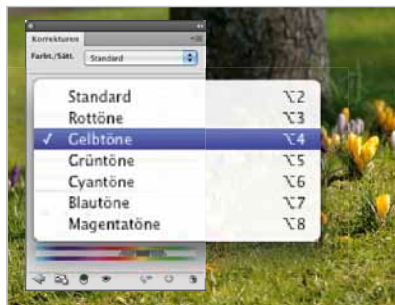 Korrekturen
Farbt./Sätt. Standard
Standard ⌥2
Rottöne ⌥3
✓ Gelbtöne ⌥4
Grüntöne ⌥5
Cyantöne ⌥6
Blautöne ⌥7
Magentatöne ⌥8